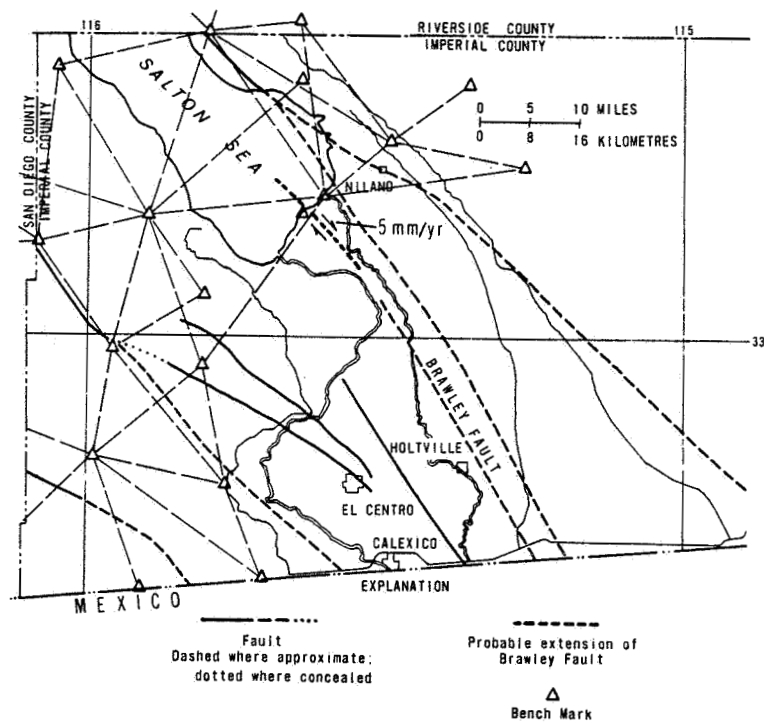 116
RIVERSIDE COUNTY
115
IMPERIAL COUNTY
SALTON SEA
0 5 10 MILES
0 8 16 KILOMETRES
SAN DIEGO COUNTY
IMPERIAL COUNTY
NILAND
5 mm/yr
33
BRAWLEY FAULT
HOLTVILLE
EL CENTRO
CALEXICO
MEXICO
EXPLANATION
Fault
Dashed where approximate;
dotted where concealed
Probable extension of
Brawley Fault
Bench Mark